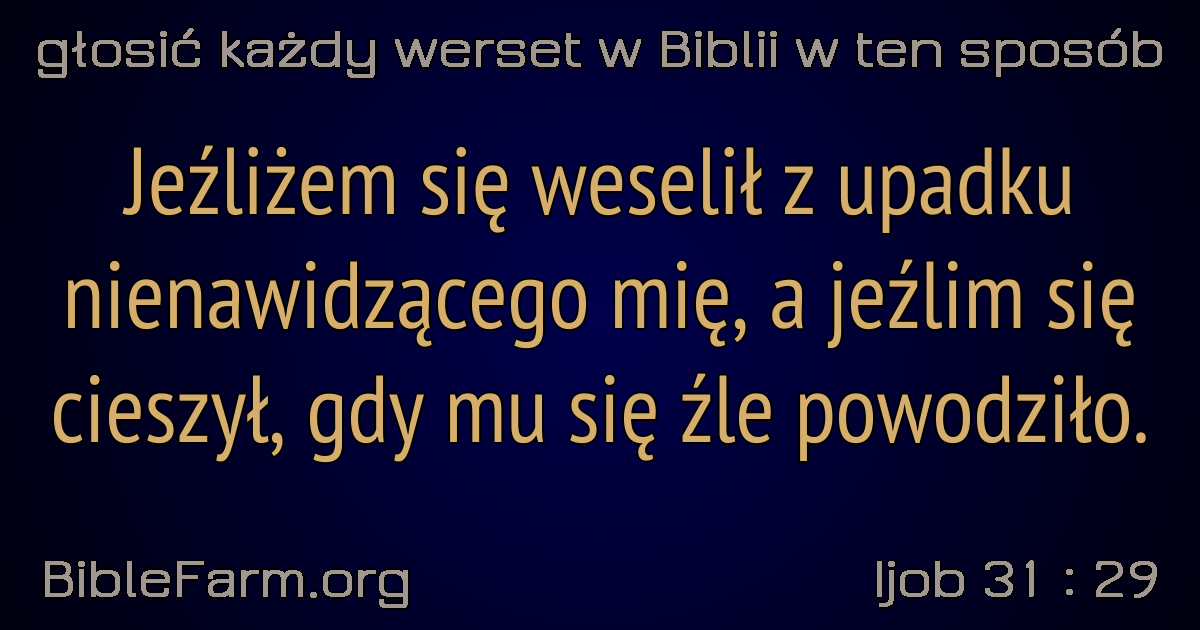 głosić każdy werset w Biblii w ten sposób
Jeźliżem się weselił z upadku
nienawidzącego mię, a jeźlim się
cieszył, gdy mu się źle powodziło.
BibleFarm.org
Ijob 31 : 29